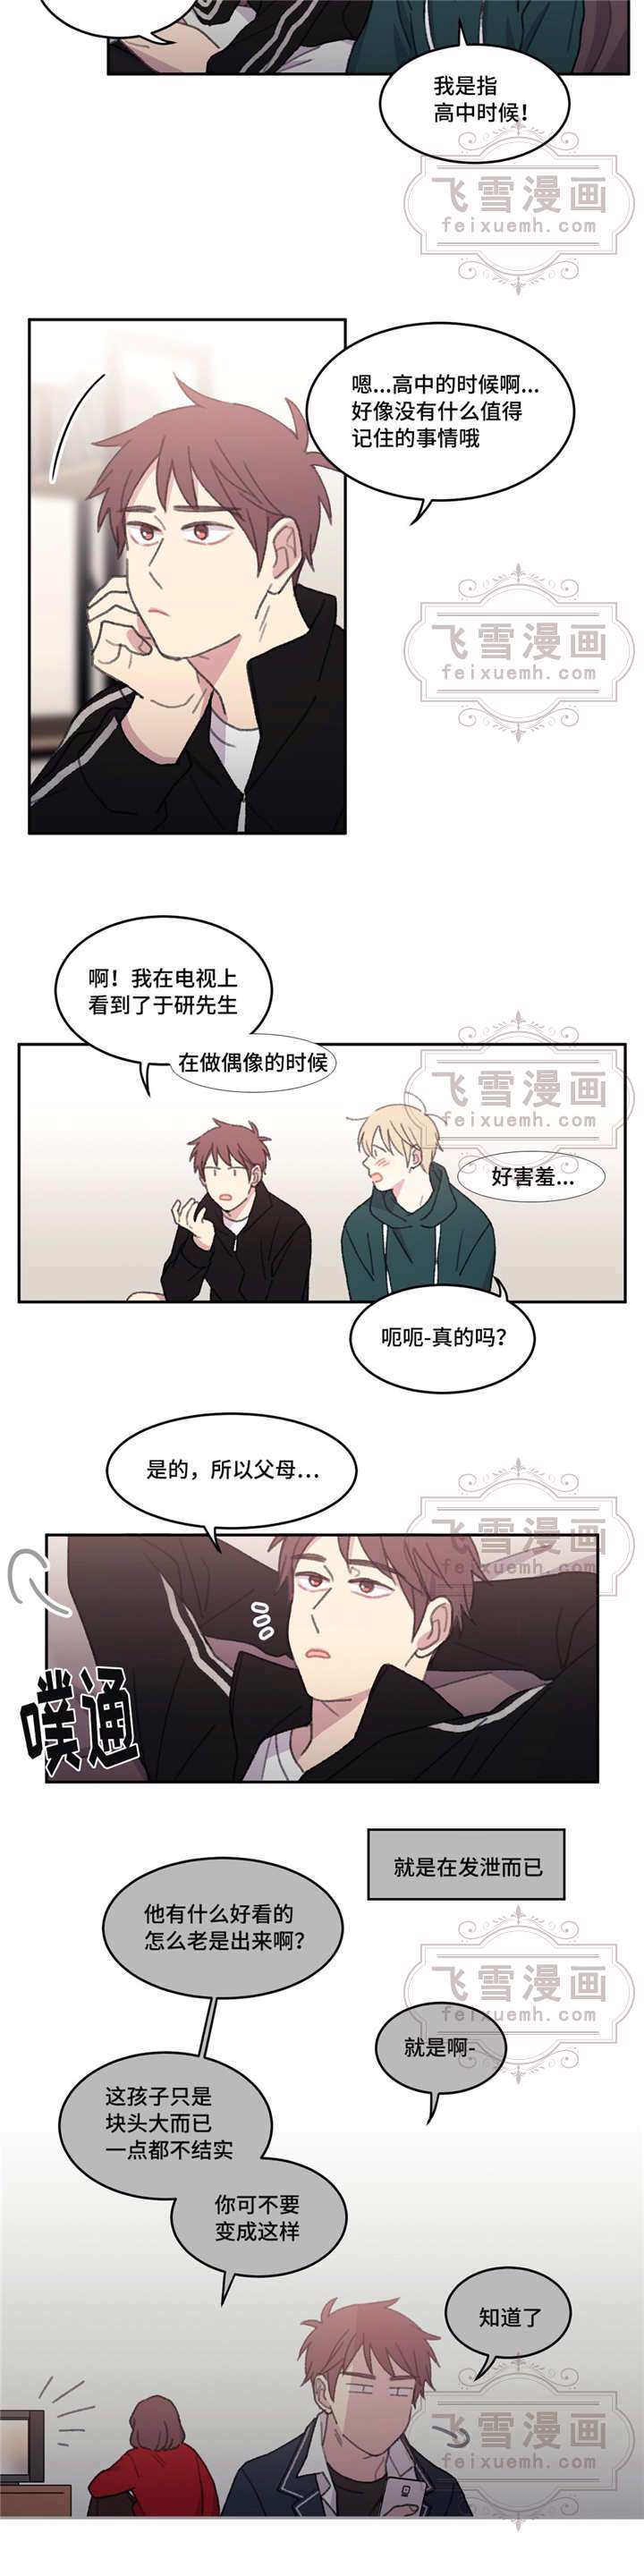 我是指
高中时候！
飞雪漫画
feixuemh.com
嗯...高中的时候啊...
好像没有什么值得
记住的事情哦
飞雪漫画
feixuemh.com
啊！我在电视上
看到了于研先生
在做偶像的时候
飞雪漫画
feixuemh.com
好害羞...
呃呃-真的吗？
是的，所以父母...
飞雪漫画
feixuemh.com
噗通
就是在发泄而已
他有什么好看的
怎么老是出来啊？
飞雪漫画
feixuemh.com
就是啊-
这孩子只是
块头大而已
一点都不结实
你可不要
变成这样
知道了
飞雪漫画
feixuemh.com